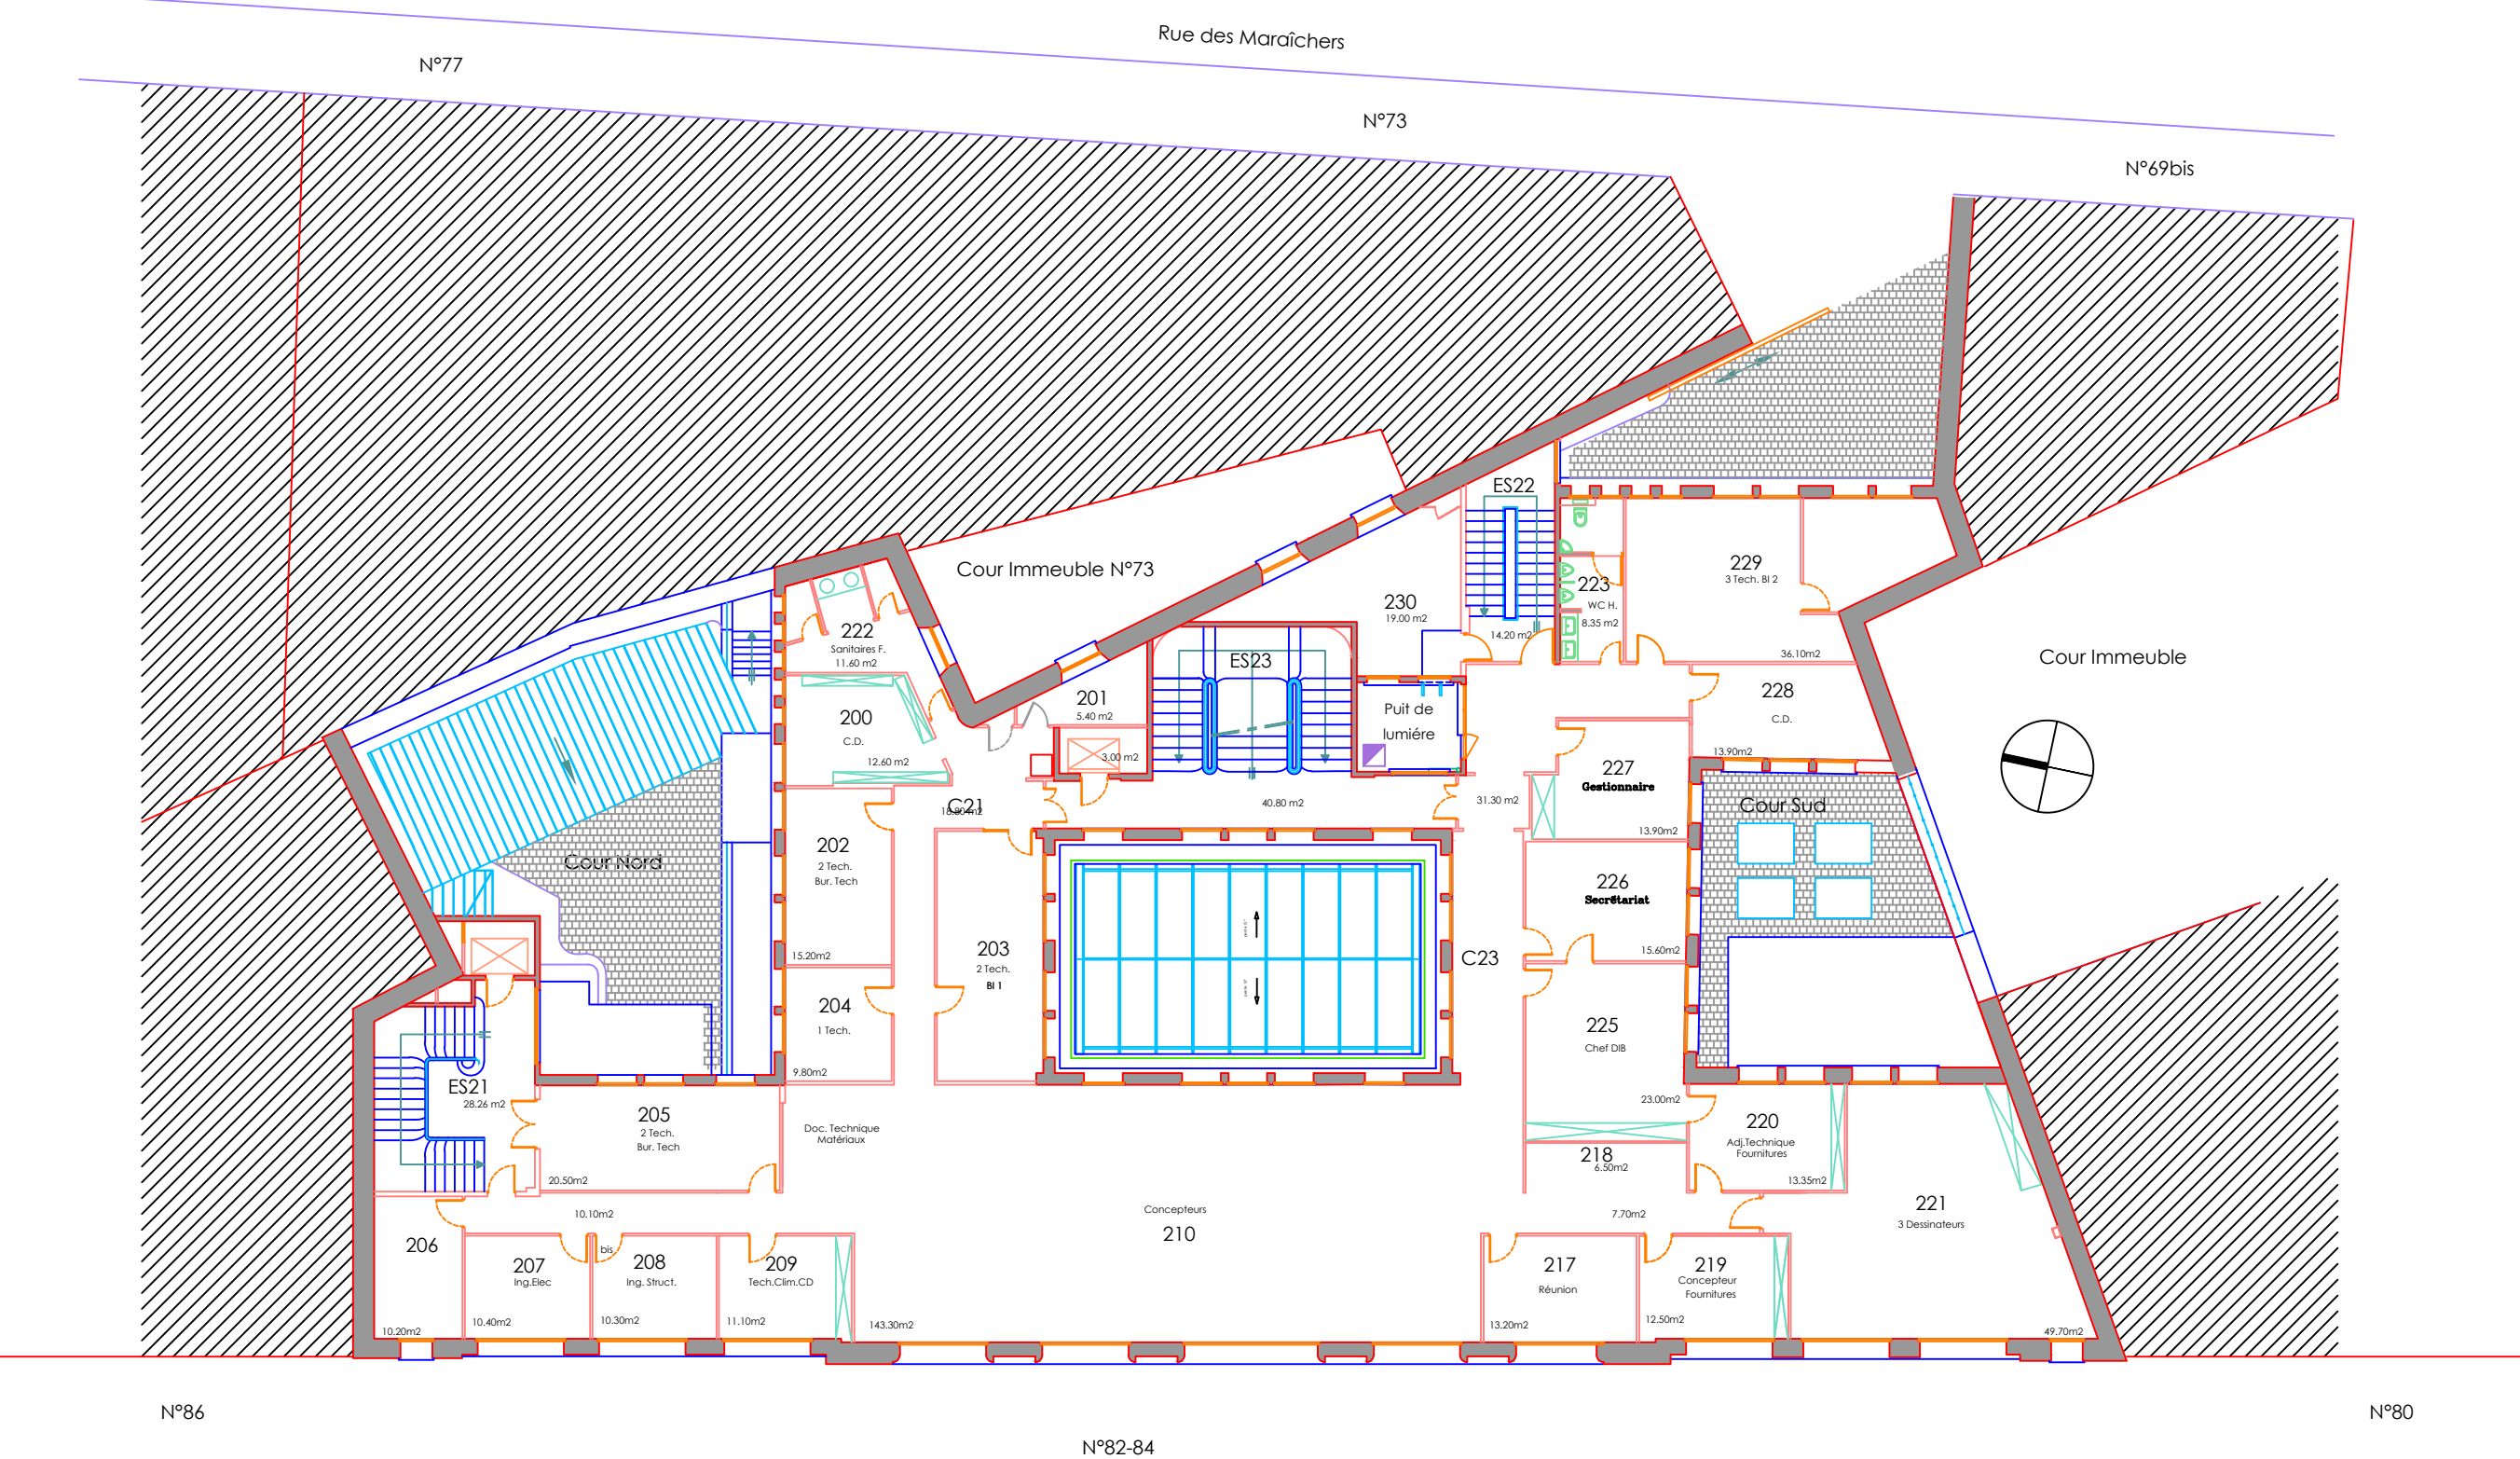 Rue des Maraîchers
N°77
N°73
N°69bis
ES22
Cour Immeuble N°73
229
3 Tech. BI 2
36.10m2
223
WC H.
8.35 m2
230
19.00 m2
14.20 m2
222
Sanitaires F.
11.60 m2
ES23
Cour Immeuble
228
C.D.
13.90m2
201
5.40 m2
3.00 m2
200
C.D.
12.60 m2
Puit de
lumiére
227
Gestionnaire
13.90m2
C21
18.80m2
40.80 m2
31.30 m2
Cour Sud
202
2 Tech.
Bur. Tech
15.20m2
Cour Nord
226
Secrétariat
15.60m2
203
2 Tech.
BI 1
C23
204
1 Tech.
9.80m2
225
Chef DIB
23.00m2
ES21
28.26 m2
205
2 Tech.
Bur. Tech
20.50m2
Doc. Technique
Matériaux
220
Adj.Technique
Fournitures
13.35m2
218
6.50m2
221
3 Dessinateurs
49.70m2
10.10m2
Concepteurs
210
143.30m2
7.70m2
206
10.20m2
207
Ing.Elec
10.40m2
bis
208
Ing. Struct.
10.30m2
209
Tech.Clim.CD
11.10m2
217
Réunion
13.20m2
219
Concepteur
Fournitures
12.50m2
N°86
N°80
N°82-84